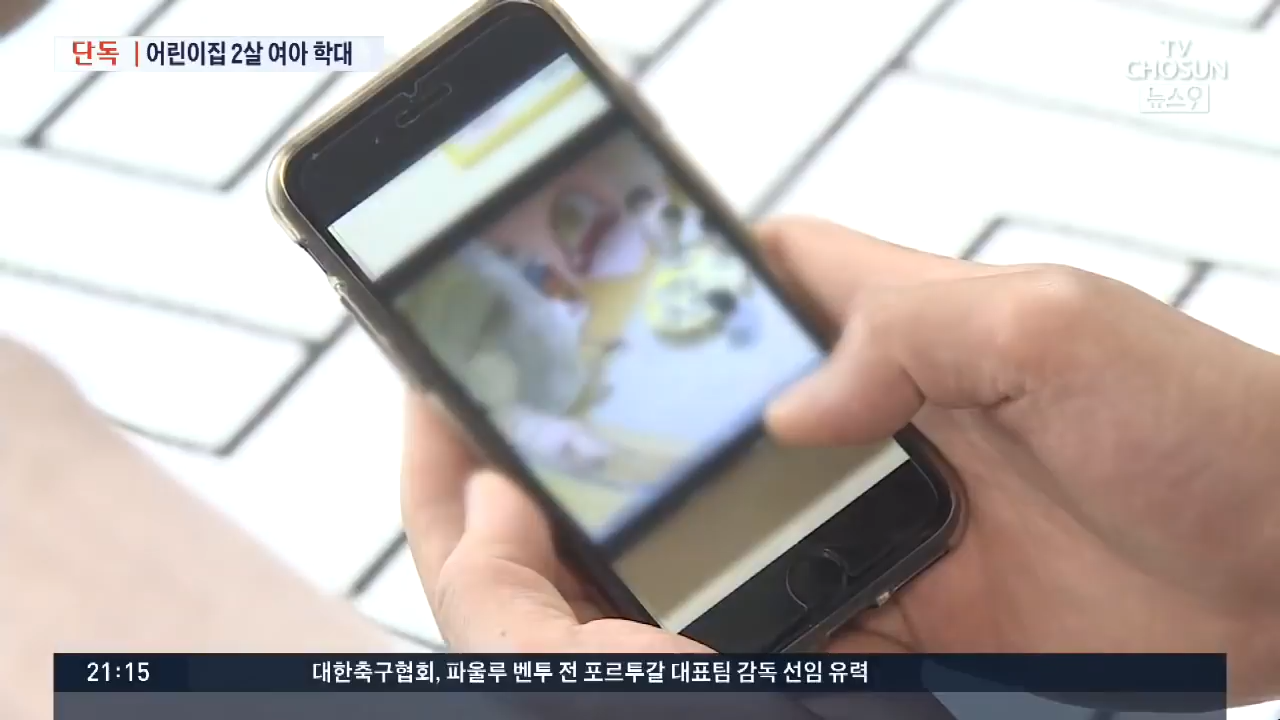 단독 | 어린이집 2살 여아 학대
TV
CHOSUN
뉴스9
21:15 대한축구협회, 파울루 벤투 전 포르투갈 대표팀 감독 선임 유력